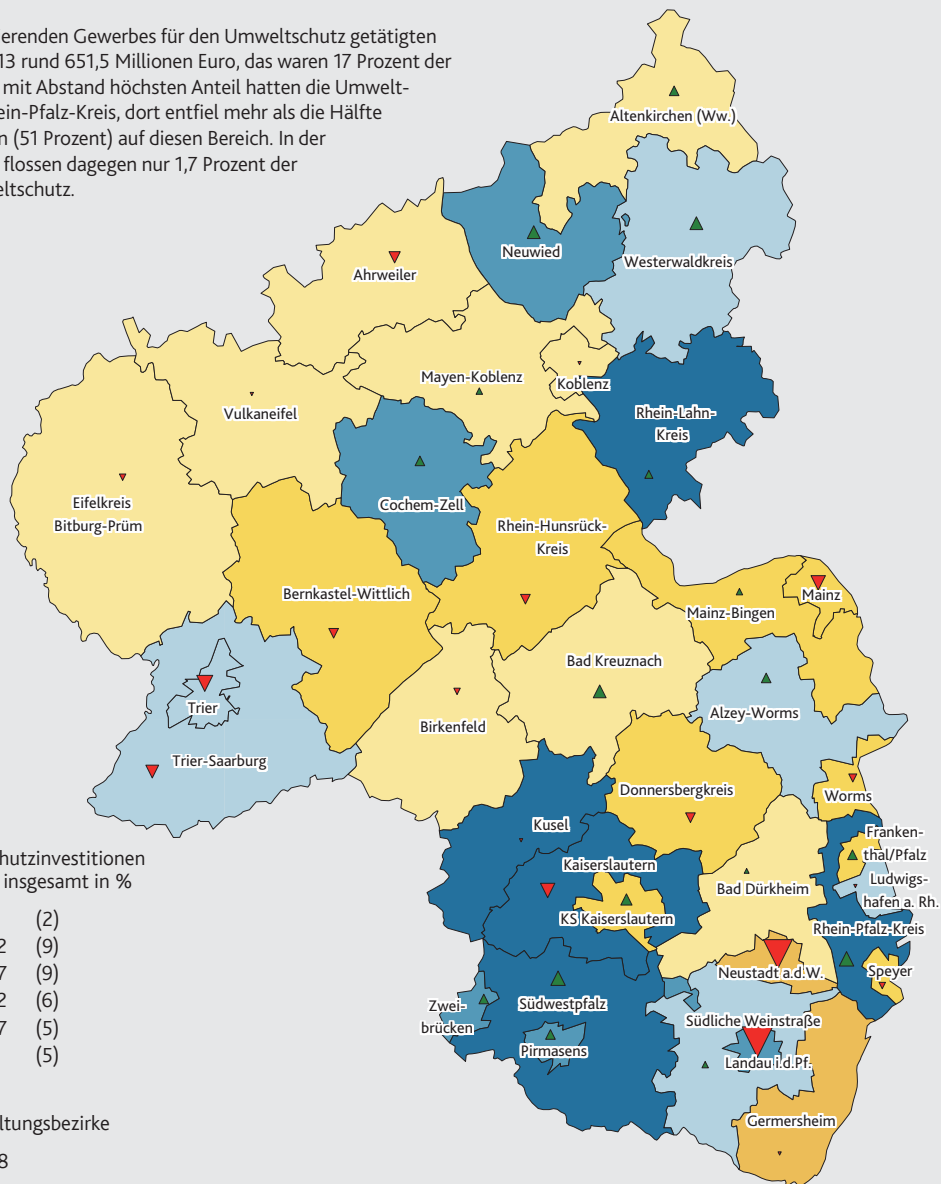 ierenden Gewerbes für den Umweltschutz getätigten
13 rund 651,5 Millionen Euro, das waren 17 Prozent der
mit Abstand höchsten Anteil hatten die Umwelt-
ein-Pfalz-Kreis, dort entfiel mehr als die Hälfte
n (51 Prozent) auf diesen Bereich. In der
flossen dagegen nur 1,7 Prozent der
eltschutz.
Altenkirchen (Ww.)
Neuwied
Westerwaldkreis
Ahrweiler
Mayen-Koblenz
Koblenz
Vulkaneifel
Rhein-Lahn-
Kreis
Eifelkreis
Bitburg-Prüm
Cochem-Zell
Rhein-Hunsrück-
Kreis
Bernkastel-Wittlich
Mainz-Bingen
Mainz
Bad Kreuznach
Trier
Birkenfeld
Alzey-Worms
Trier-Saarburg
Donnersbergkreis
Worms
Kusel
Franken-
thal/Pfalz
Kaiserslautern
Ludwigs-
hafen a. Rh.
Bad Dürkheim
KS Kaiserslautern
Rhein-Pfalz-Kreis
Neustadt a.d.W.
Speyer
Zwei-
brücken
Südwestpfalz
Südliche Weinstraße
Pirmasens
Landau i.d.Pf.
Germersheim
hutzinvestitionen
insgesamt in %
(2)
2 (9)
7 (9)
2 (6)
7 (5)
(5)
ltungsbezirke
8